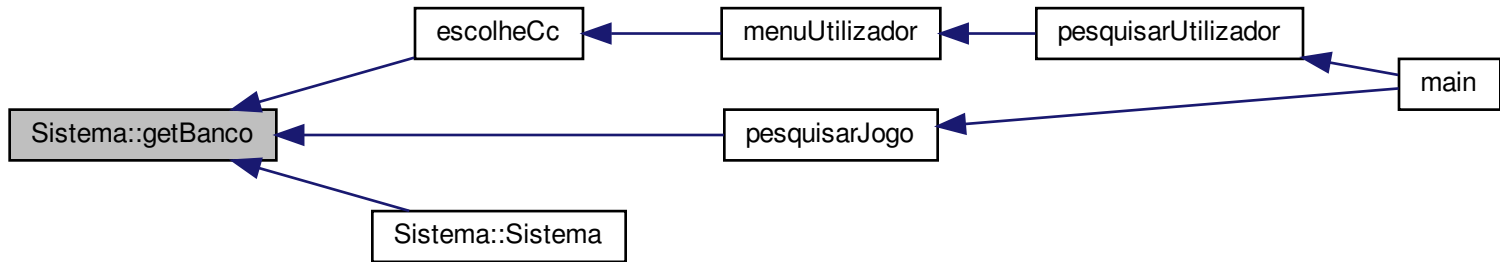 escolheCc
menuUtilizador
pesquisarUtilizador
main
Sistema::getBanco
pesquisarJogo
Sistema::Sistema